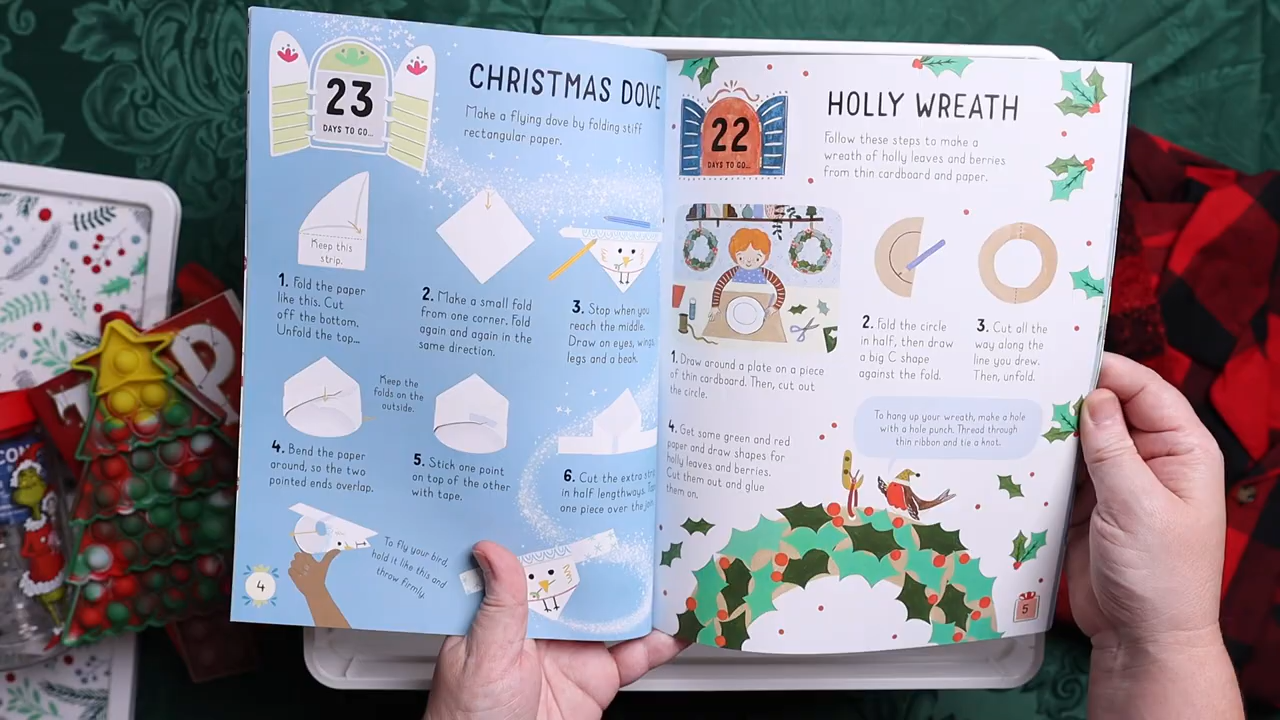 23
DAYS TO GO...
CHRISTMAS DOVE
Make a flying dove by folding stiff
rectangular paper.
Keep this
strip.
1. Fold the paper
like this. Cut
off the bottom.
Unfold the top...
2. Make a small fold
from one corner. Fold
again and again in the
same direction.
3. Stop when you
reach the middle.
Draw on eyes, wings,
legs and a beak.
Keep the
folds on the
outside.
4. Bend the paper
around, so the two
pointed ends overlap.
5. Stick one point
on top of the other
with tape.
6. Cut the extra
in half lengthways.
one piece over the
To fly your bird,
hold it like this and
throw firmly.
4
22
DAYS TO GO...
HOLLY WREATH
Follow these steps to make a
wreath of holly leaves and berries
from thin cardboard and paper.
1. Draw around a plate on a piece
of thin cardboard. Then, cut out
the circle.
2. Fold the circle
in half, then draw
a big C shape
against the fold.
3. Cut all the
way along the
line you drew.
Then, unfold.
To hang up your wreath, make a hole
with a hole punch. Thread through
thin ribbon and tie a knot.
4. Get some green and red
paper and draw shapes for
holly leaves and berries.
Cut them out and glue
them on.
5